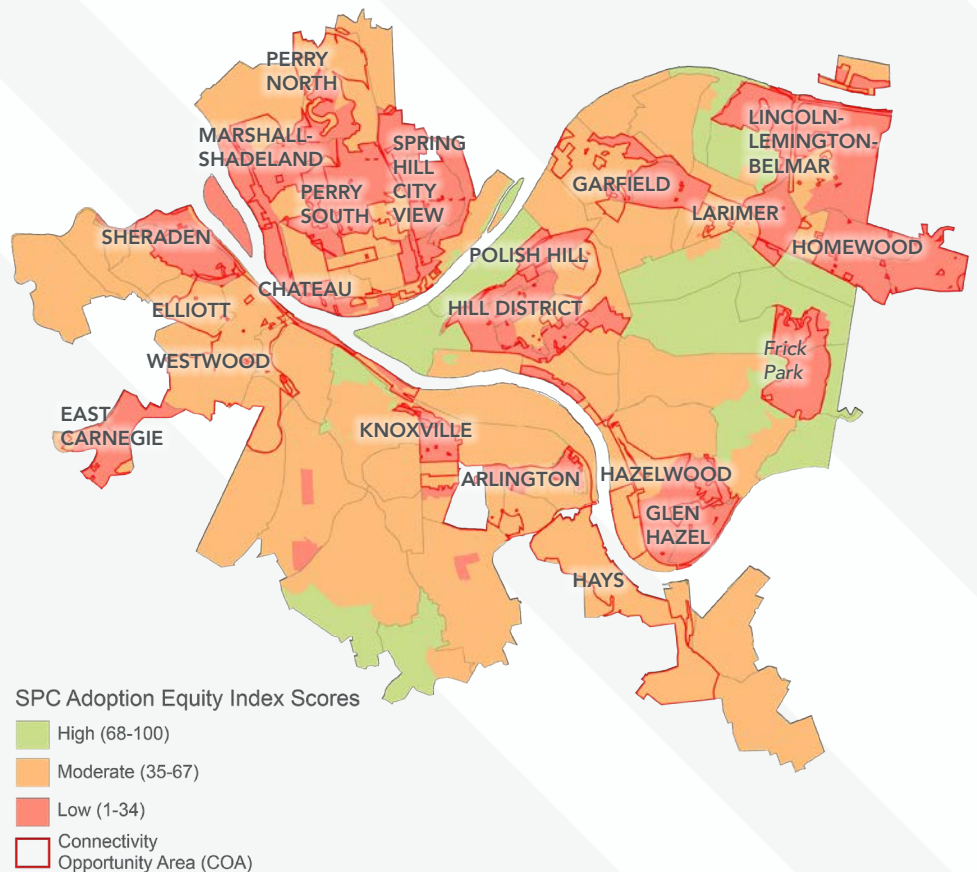 PERRY
NORTH
MARSHALL-
SHADELAND
SPRING
HILL
CITY
VIEW
PERRY
SOUTH
LINCOLN-
LEMINGTON-
BELMAR
GARFIELD
LARIMER
HOMEWOOD
SHERADEN
POLISH HILL
CHATEAU
ELLIOTT
HILL DISTRICT
WESTWOOD
Frick
Park
EAST
CARNEGIE
KNOXVILLE
ARLINGTON
HAZELWOOD
GLEN
HAZEL
HAYS
SPC Adoption Equity Index Scores
High (68-100)
Moderate (35-67)
Low (1-34)
Connectivity
Opportunity Area (COA)